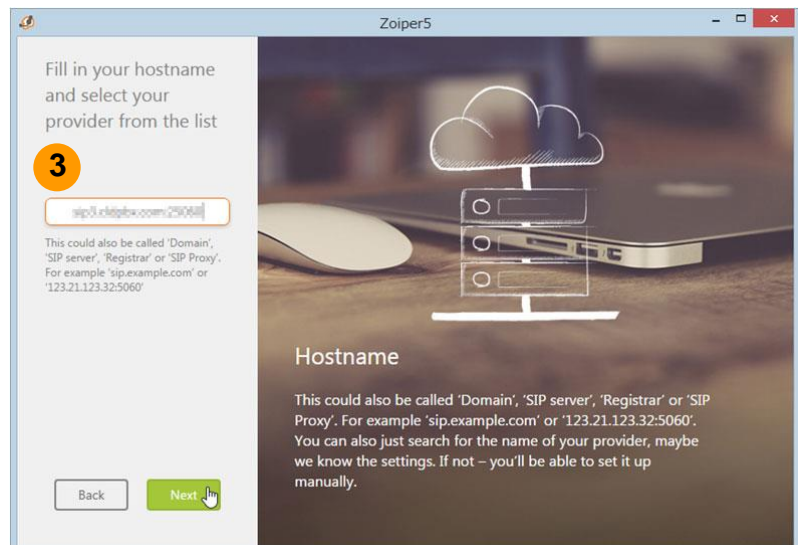 Zoiper5
Fill in your hostname
and select your
provider from the list
3
This could also be called 'Domain',
'SIP server', 'Registrar' or 'SIP Proxy'.
For example 'sip.example.com' or
'123.21.123.32:5060'
Back
Next
Hostname
This could also be called ‘Domain’, ‘SIP server’, ‘Registrar’ or ‘SIP
Proxy’. For example ‘sip.example.com’ or ‘123.21.123.32:5060’.
You can also just search for the name of your provider, maybe
we know the settings. If not – you’ll be able to set it up
manually.